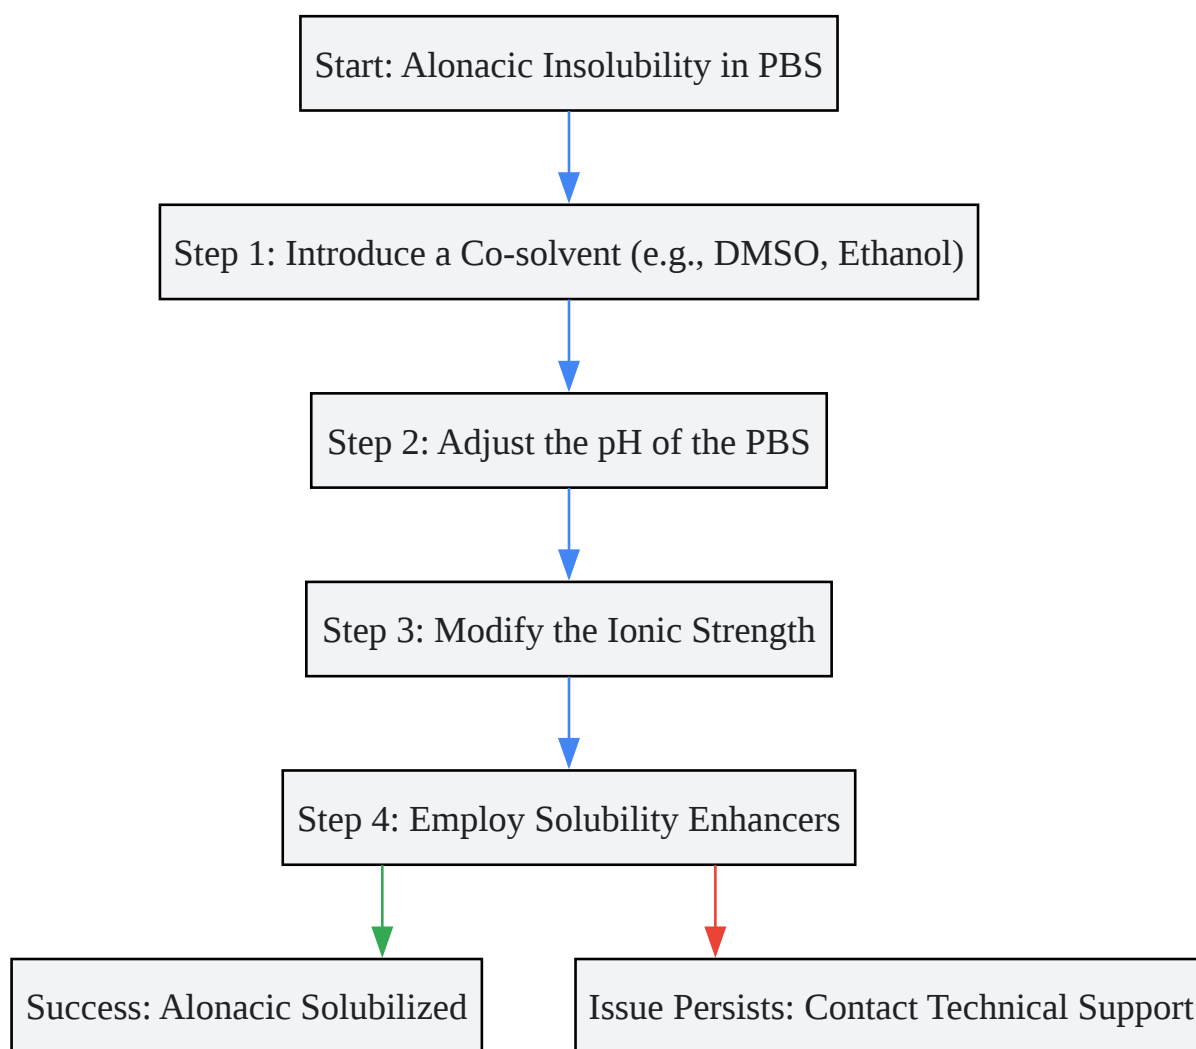 Start: Alonacic Insolubility in PBS
Step 1: Introduce a Co-solvent (e.g., DMSO, Ethanol)
Step 2: Adjust the pH of the PBS
Step 3: Modify the Ionic Strength
Step 4: Employ Solubility Enhancers
Success: Alonacic Solubilized
Issue Persists: Contact Technical Support